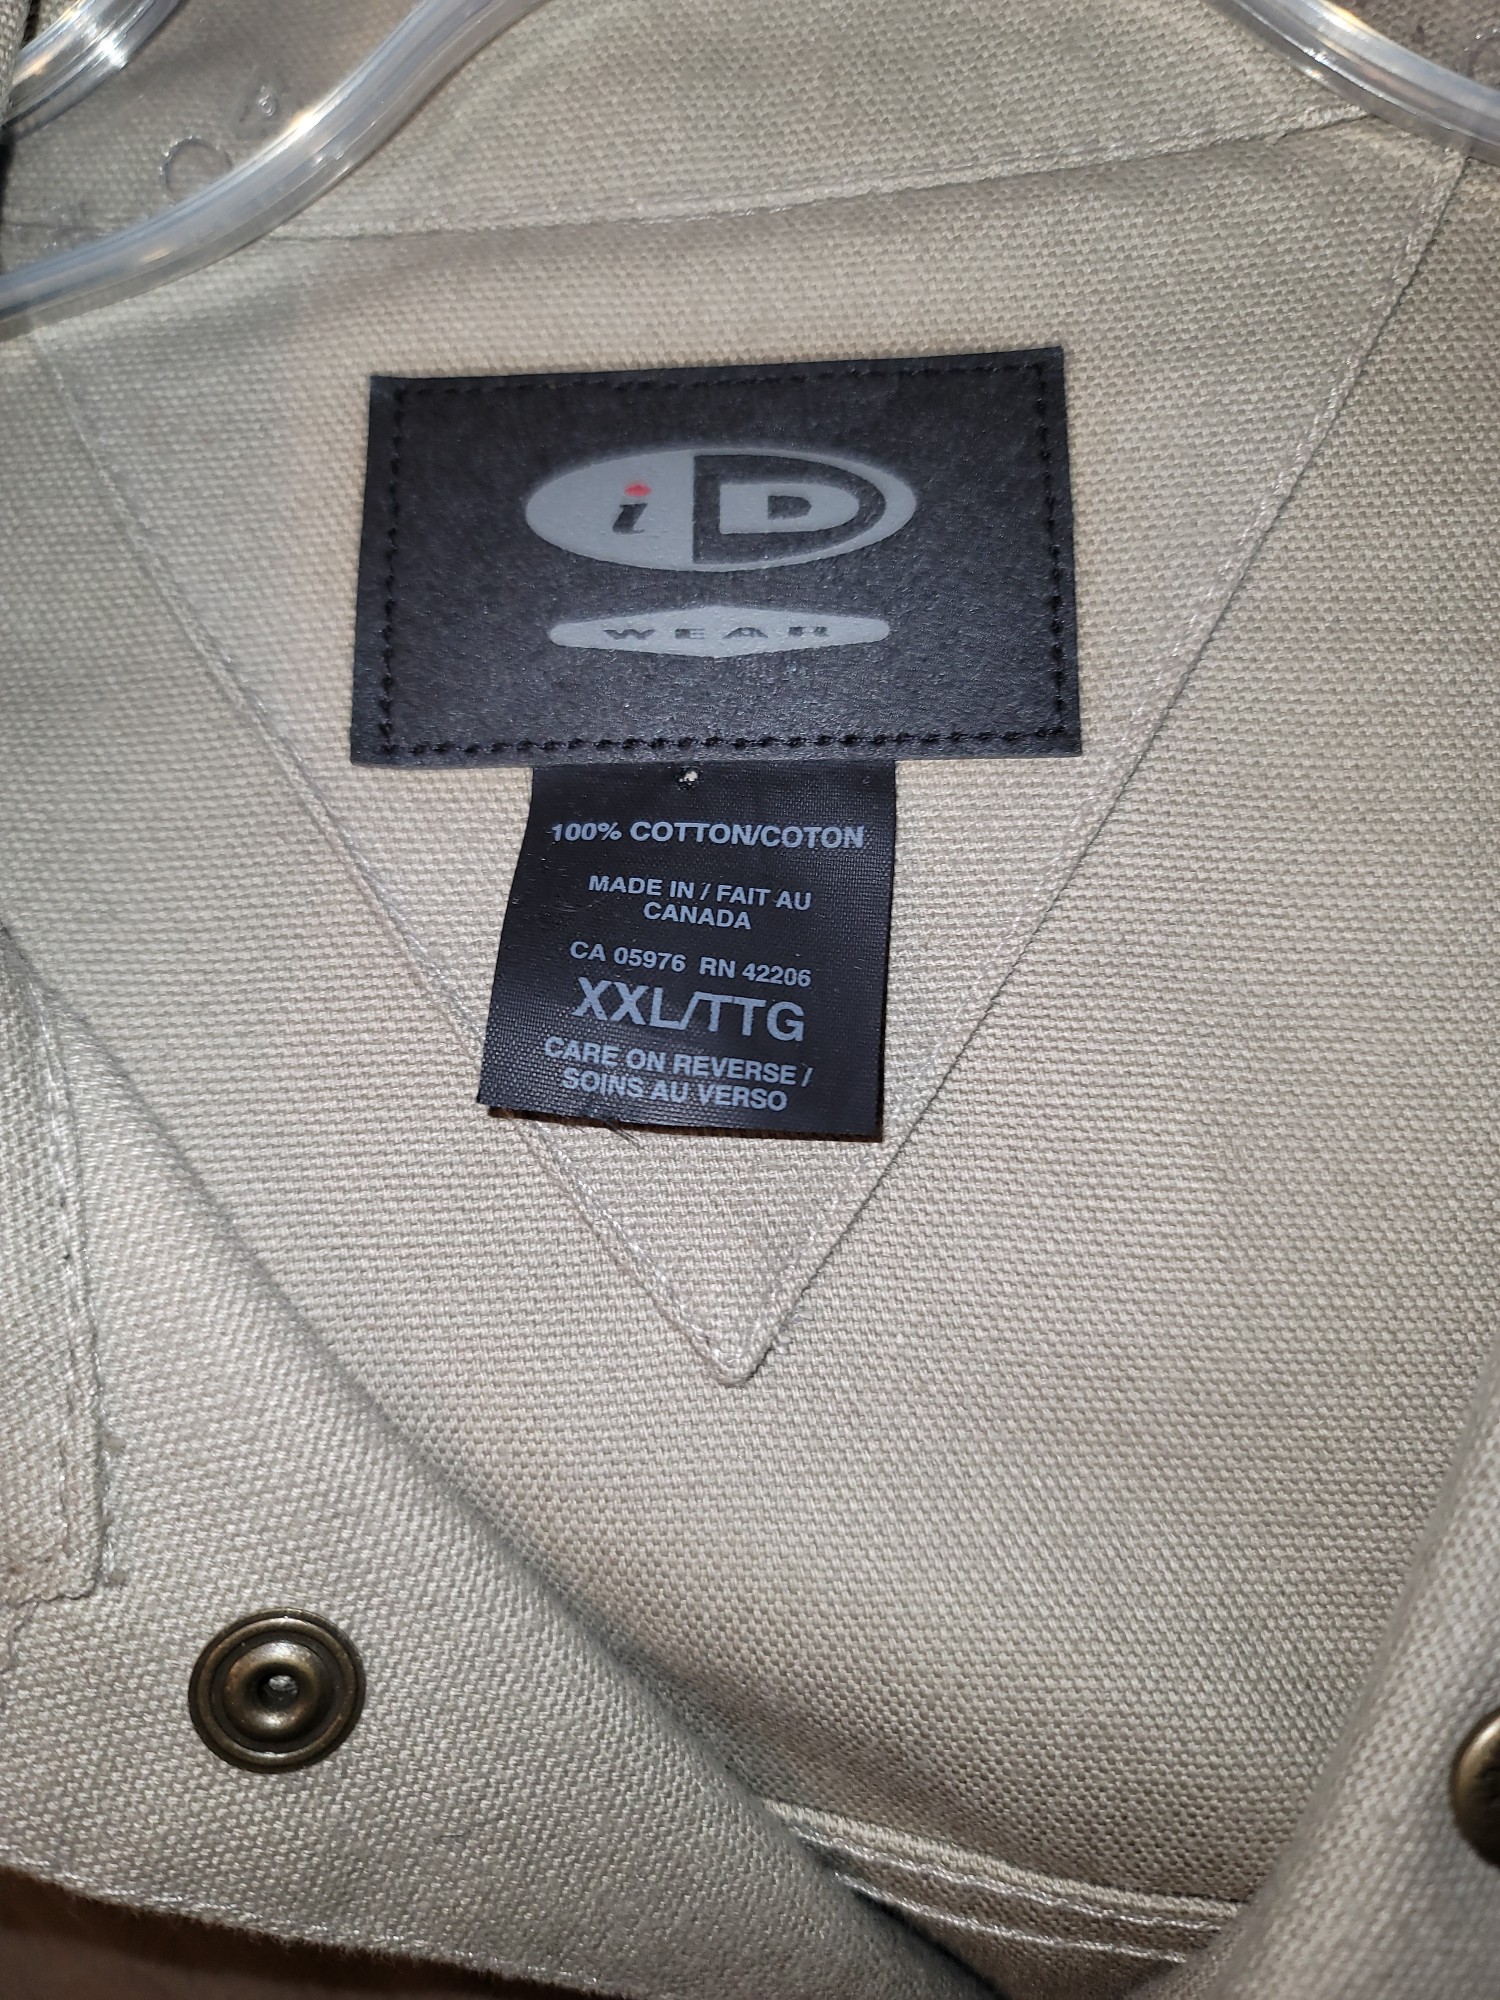 iD
WEAR
100% COTTON/COTON
MADE IN / FAIT AU
CANADA
CA 05976 RN 42206
XXL/TTG
CARE ON REVERSE /
SOINS AU VERSO